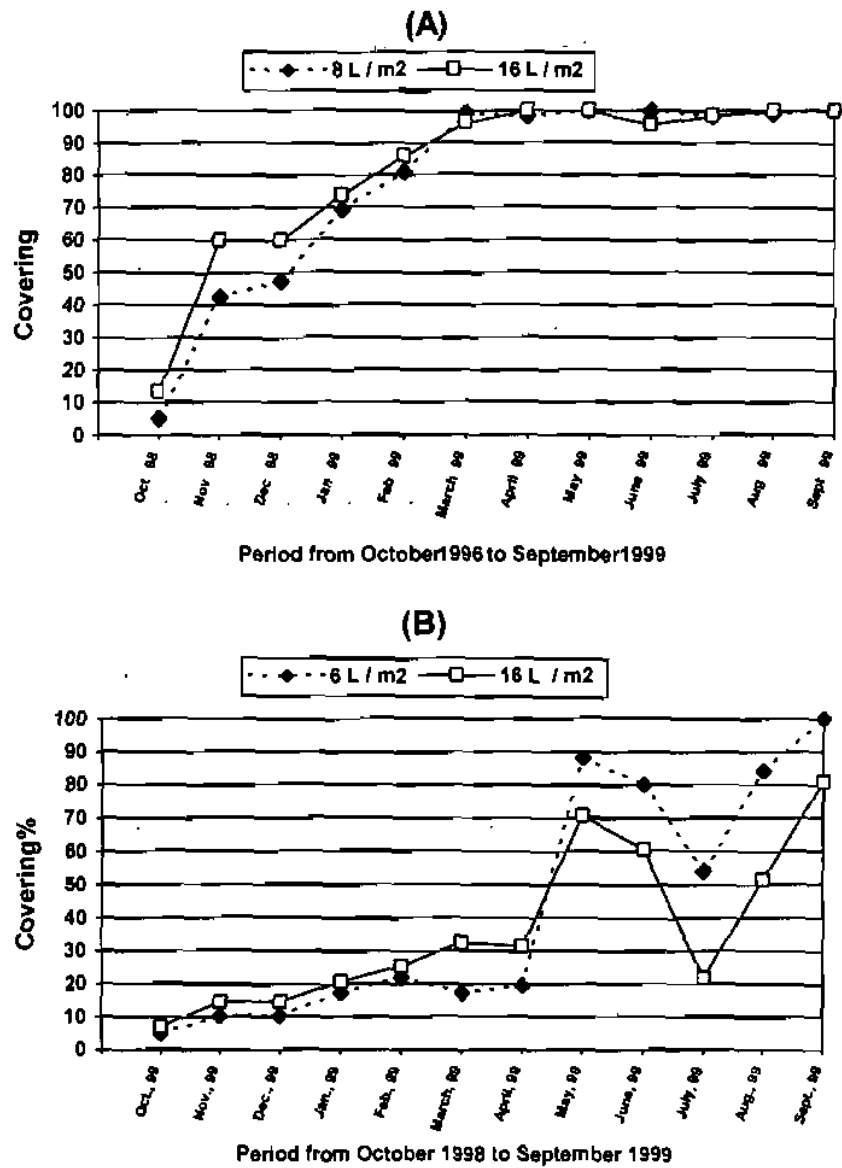 (A)
8 L / m2 16 L / m2
100
90
80
70
60
50
40
30
20
10
0
Covering
Oct 98
Nov 98
Dec 98
Jan 99
Feb 99
March 99
April 99
May 99
June 99
July 99
Aug 99
Sept 99
Period from October1996 to September1999
(B)
6 L / m2 16 L / m2
100
90
80
70
60
50
40
30
20
10
0
Covering%
Oct., 99
Nov., 99
Dec., 99
Jan., 99
Feb., 99
March, 99
April, 99
May, 99
June, 99
July, 99
Aug., 99
Sept., 99
Period from October 1998 to September 1999